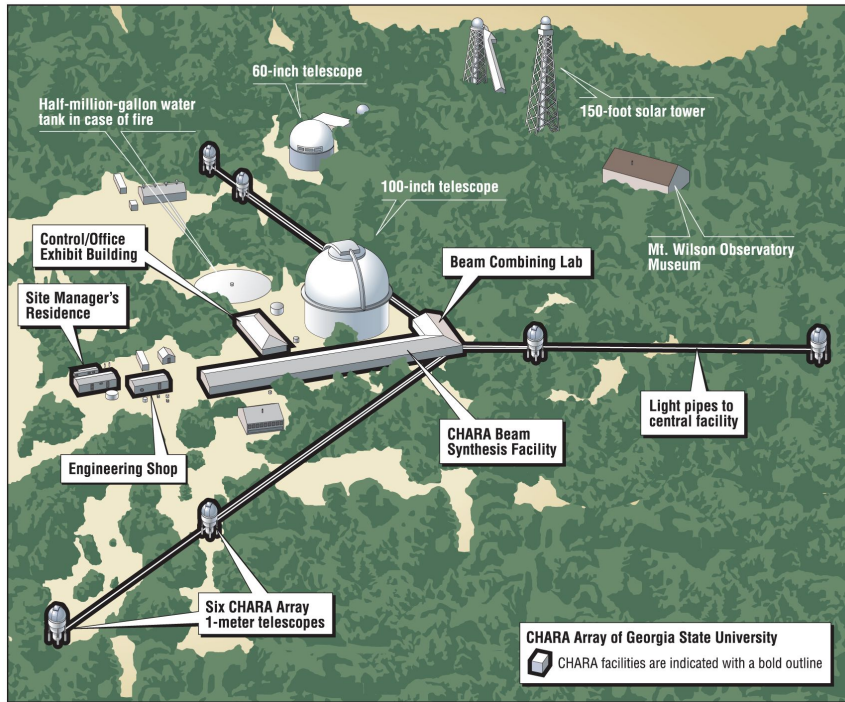 60-inch telescope
Half-million-gallon water
tank in case of fire
150-foot solar tower
100-inch telescope
Control/Office
Exhibit Building
Beam Combining Lab
Mt. Wilson Observatory
Museum
Site Manager's
Residence
Light pipes to
central facility
CHARA Beam
Synthesis Facility
Engineering Shop
Six CHARA Array
1-meter telescopes
CHARA Array of Georgia State University
CHARA facilities are indicated with a bold outline